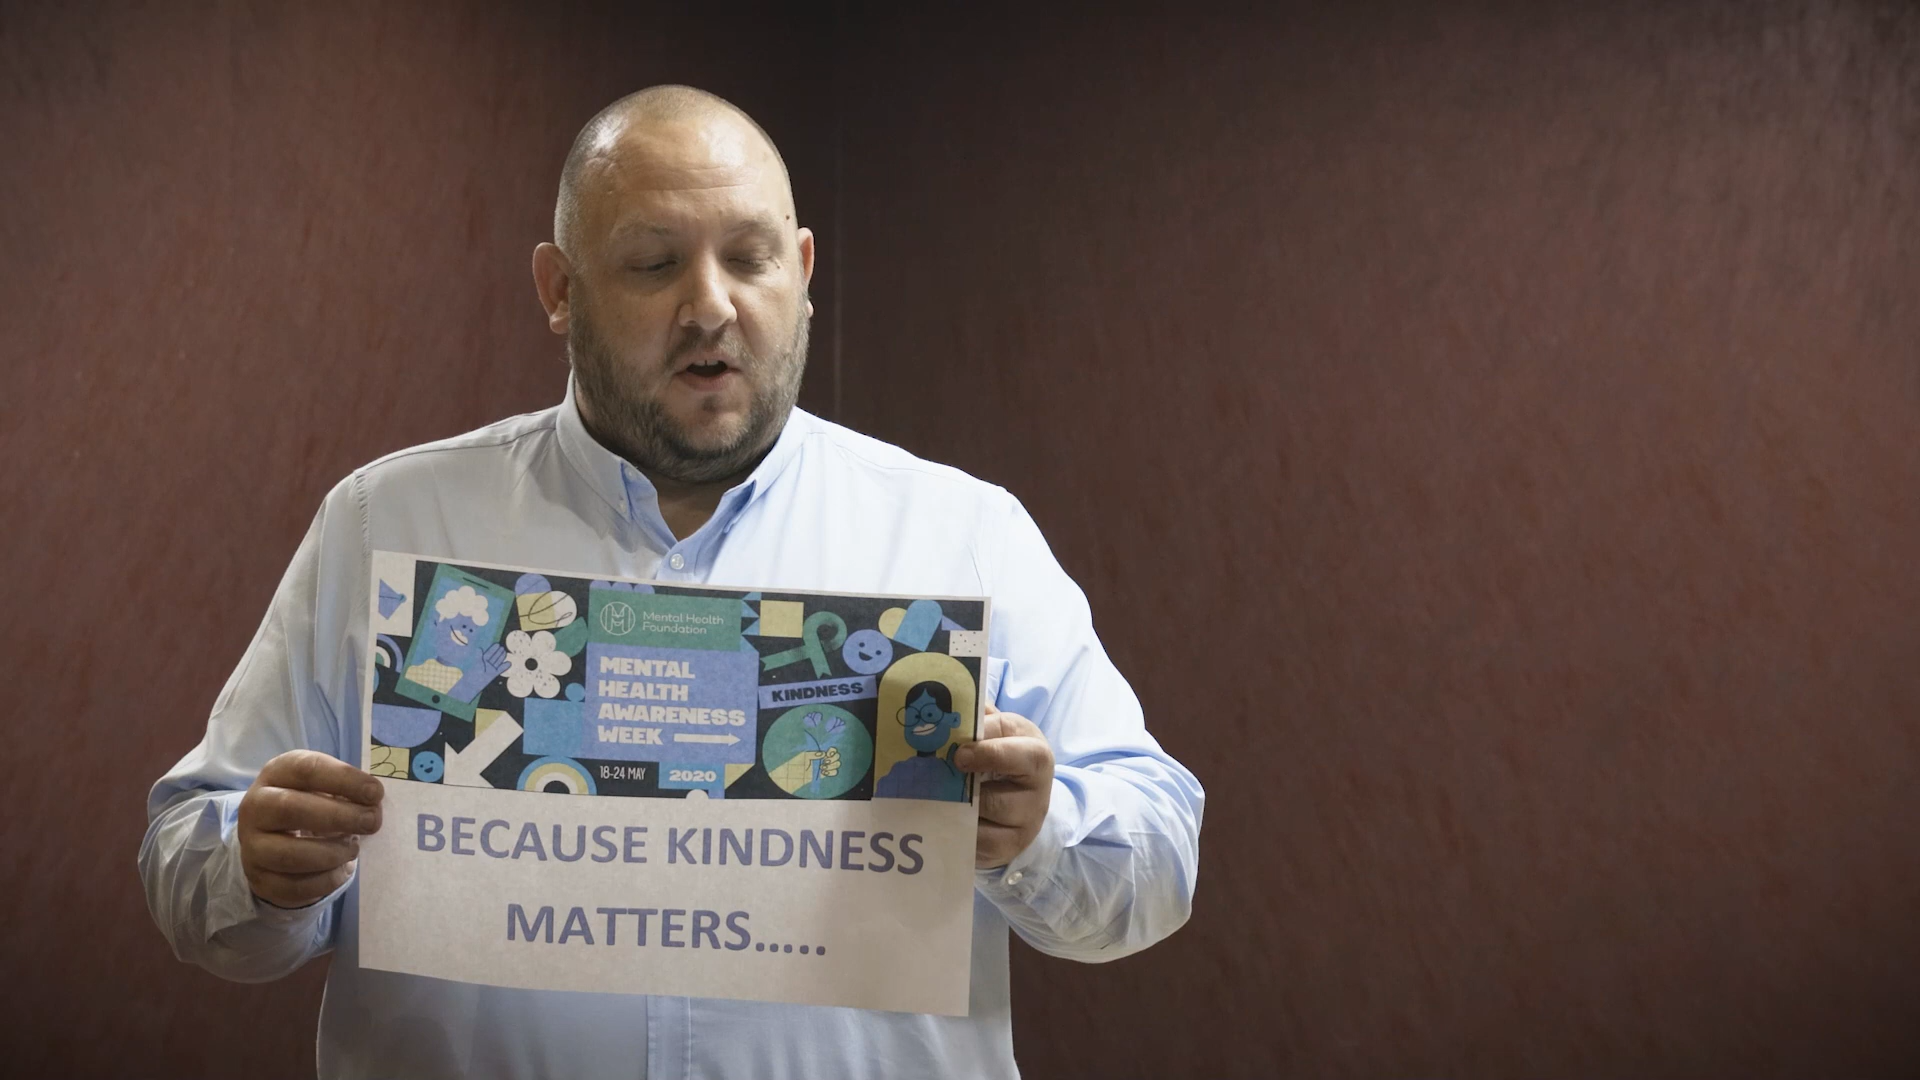 Mental Health
Foundation
MENTAL
HEALTH
AWARENESS
WEEK
KINDNESS
18-24 MAY
2020
BECAUSE KINDNESS
MATTERS.....